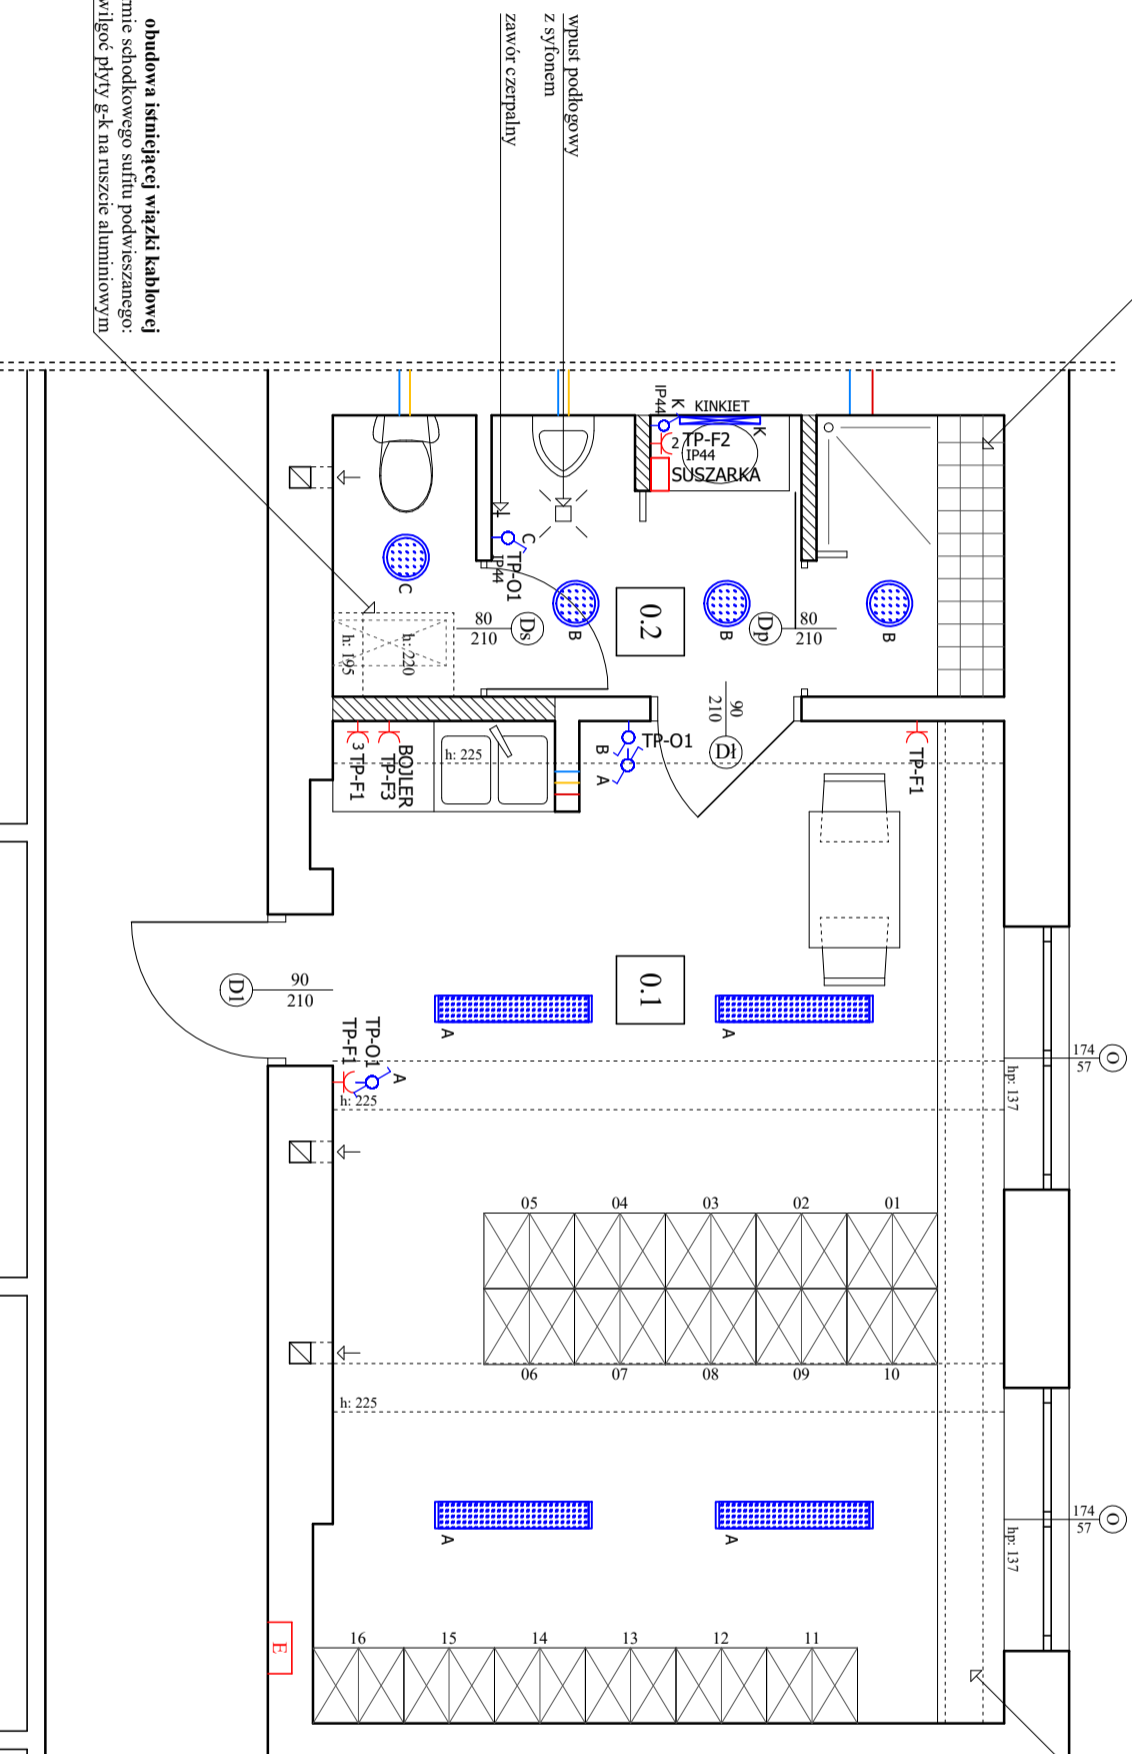 obudowa istniejącej wiązki kablowej
rmie schodkowego sufitu podwieszanego:
wilgoć płyty g-k na ruszcie aluminiowym
wpust podłogowy
z syfonem
zawór czerpalny
IP44
K
KINKIET
K
2 TP-F2
IP44
SUSZARKA
C
TP-O1
IP44
C
B
B
B
0.2
80
210
Ds
Dp
80
210
h: 195
h: 220
90
210
Dł
TP-O1
B
A
TP-F1
h: 225
BOJLER
TP-F3
3 TP-F1
0.1
90
210
D1
A
A
TP-O1
TP-F1
A
h: 225
174
57
O
hp: 137
05
04
03
02
01
06
07
08
09
10
h: 225
A
A
174
57
O
hp: 137
E
16
15
14
13
12
11